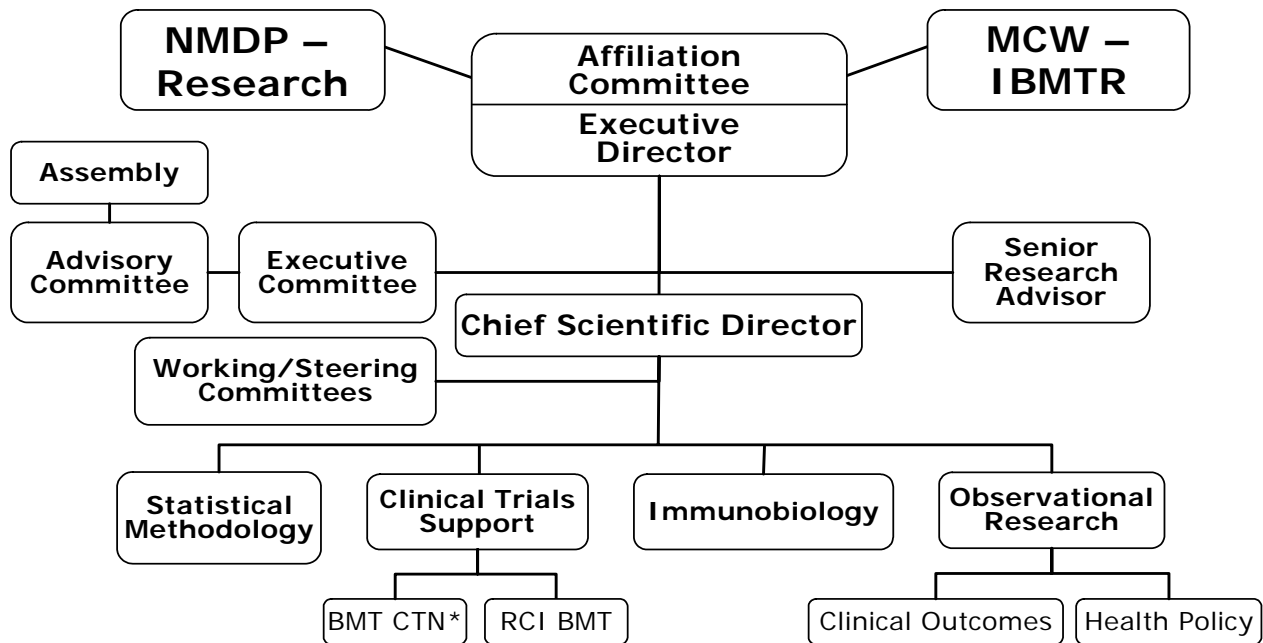 NMDP –
Research
Affiliation
Committee
Executive
Director
MCW –
IBMTR
Assembly
Advisory
Committee
Executive
Committee
Senior
Research
Advisor
Chief Scientific Director
Working/Steering
Committees
Statistical
Methodology
Clinical Trials
Support
Immunobiology
Observational
Research
BMT CTN*
RCI BMT
Clinical Outcomes
Health Policy